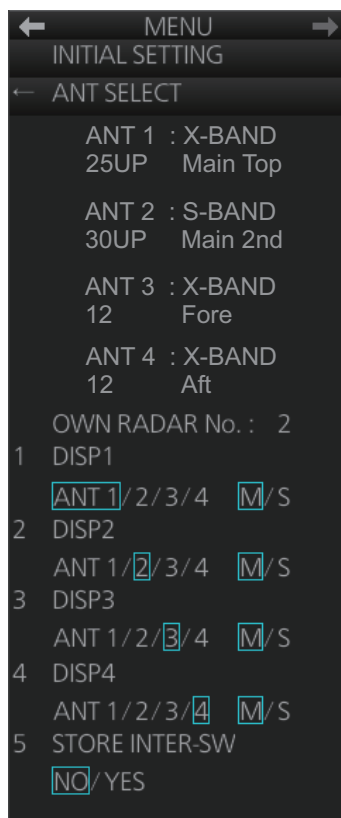 ← MENU →
INITIAL SETTING
← ANT SELECT
ANT 1 : X-BAND
25UP Main Top
ANT 2 : S-BAND
30UP Main 2nd
ANT 3 : X-BAND
12 Fore
ANT 4 : X-BAND
12 Aft
OWN RADAR No. : 2
1 DISP1
ANT 1/2/3/4 M/S
2 DISP2
ANT 1/2/3/4 M/S
3 DISP3
ANT 1/2/3/4 M/S
4 DISP4
ANT 1/2/3/4 M/S
5 STORE INTER-SW
NO/YES